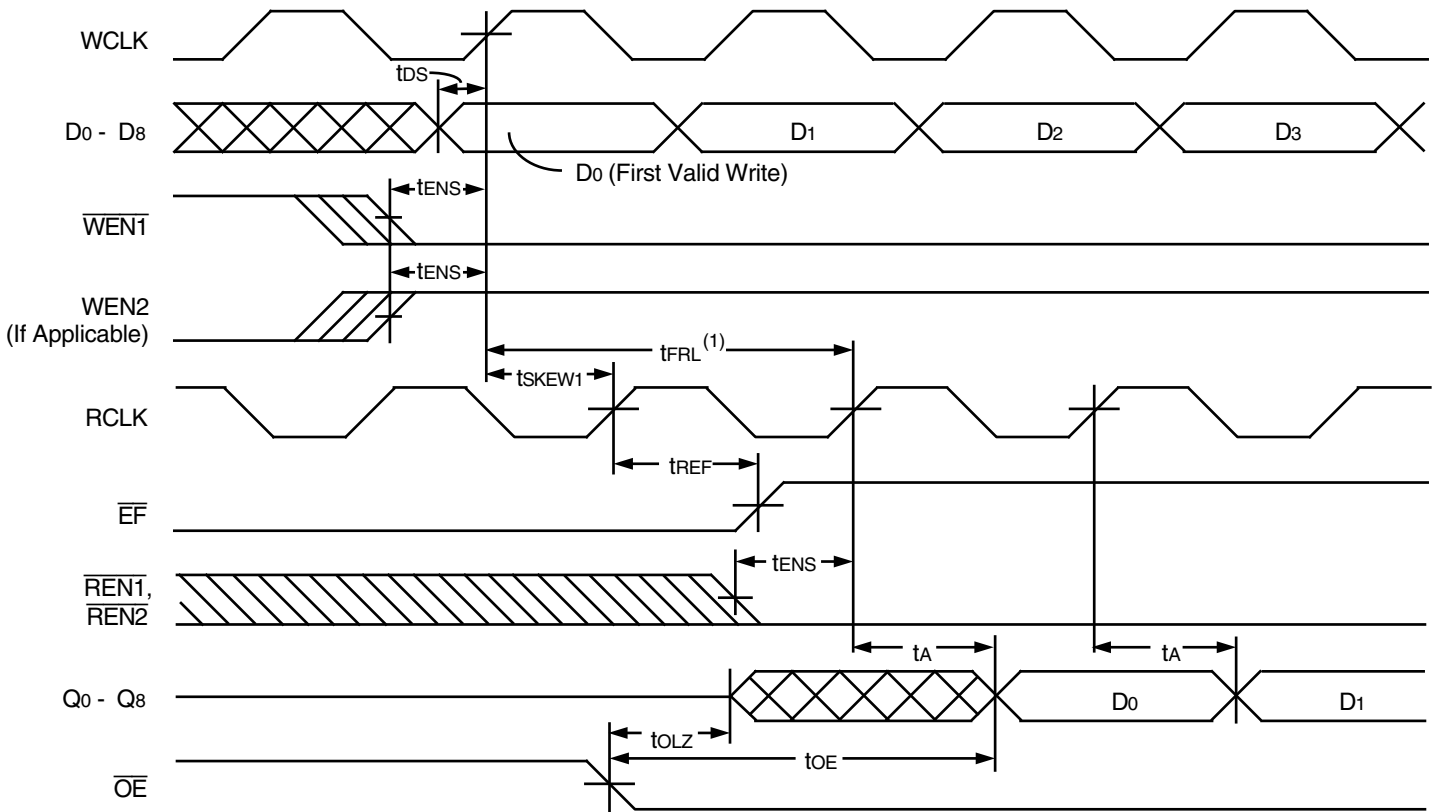 WCLK
tDS
D0 - D8
D1
D2
D3
D0 (First Valid Write)
tENS
WEN1
tENS
WEN2
(If Applicable)
tFRL(1)
tSKEW1
RCLK
tREF
EF
tENS
REN1,
REN2
tA
tA
Q0 - Q8
D0
D1
tOLZ
tOE
OE